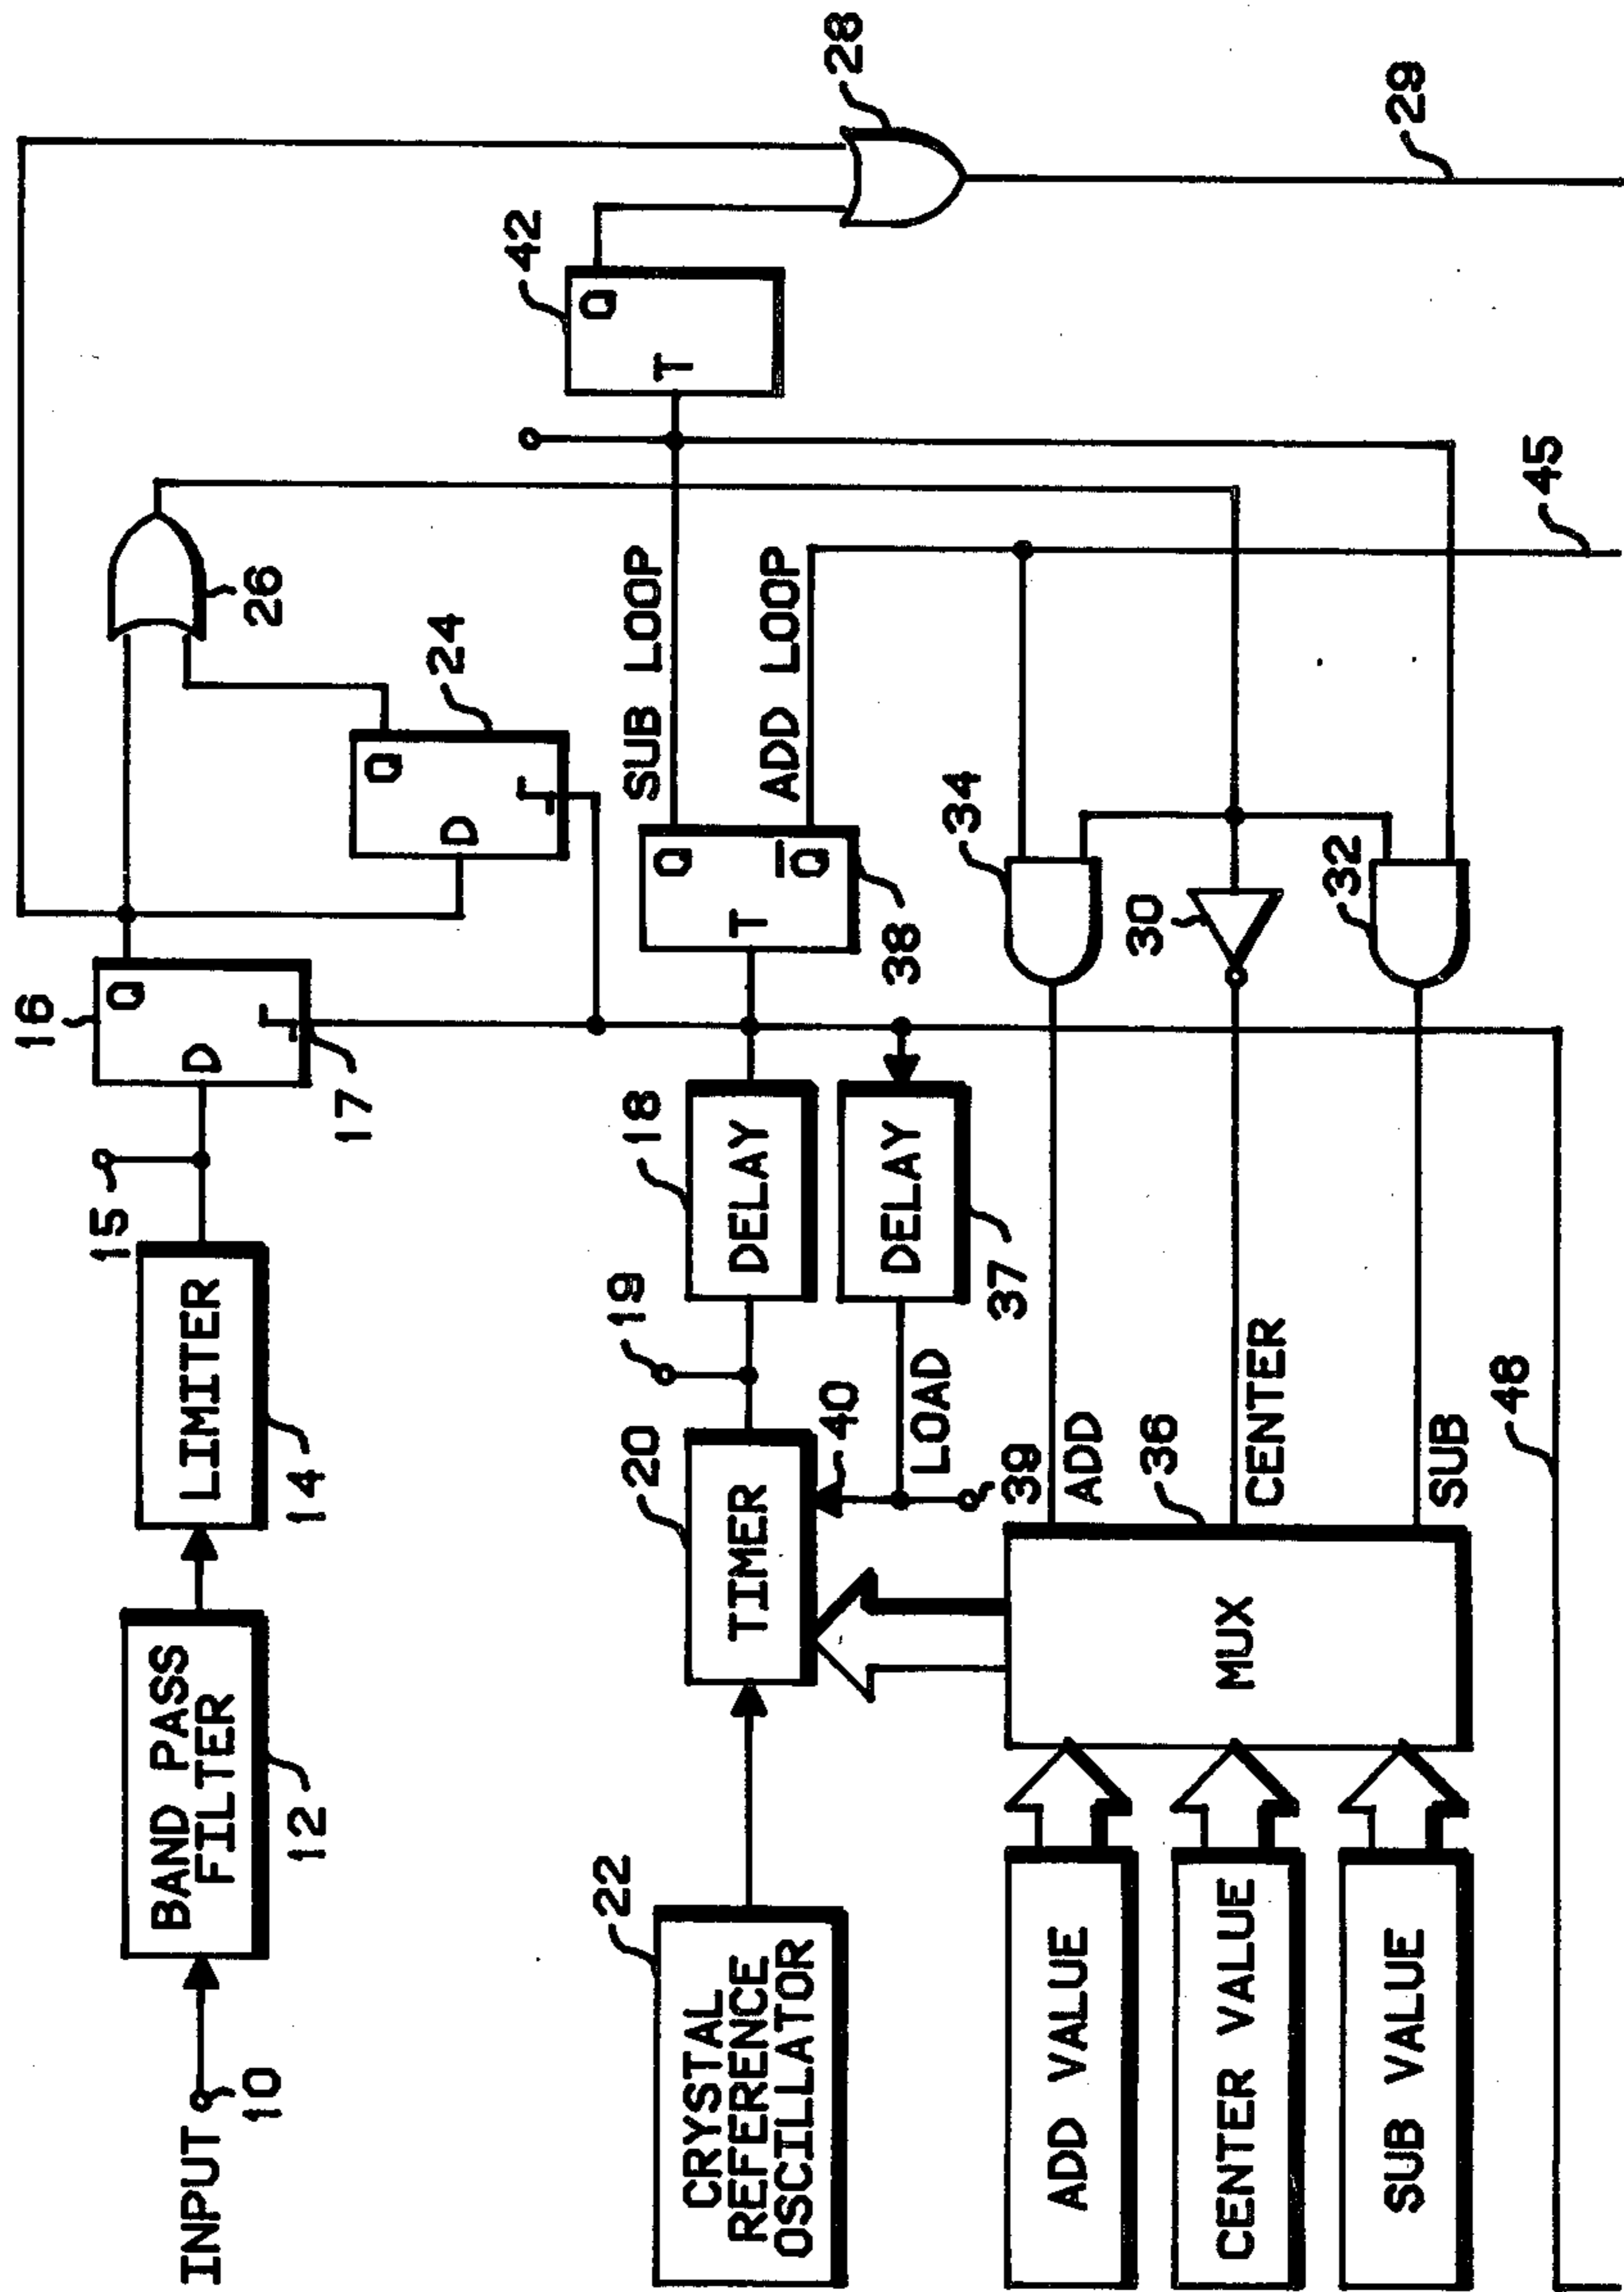 INPUT
10
BAND PASS
FILTER
12
LIMITER
14
15
16
D
Q
17
26
D
Q
24
CRYSTAL
REFERENCE
OSCILLATOR
22
TIMER
20
19
DELAY
18
T
Q
Q̅
38
SUB LOOP
ADD LOOP
T
Q
42
28
29
DELAY
37
LOAD
40
39
ADD VALUE
CENTER VALUE
SUB VALUE
MUX
36
ADD
CENTER
SUB
34
30
32
45
48